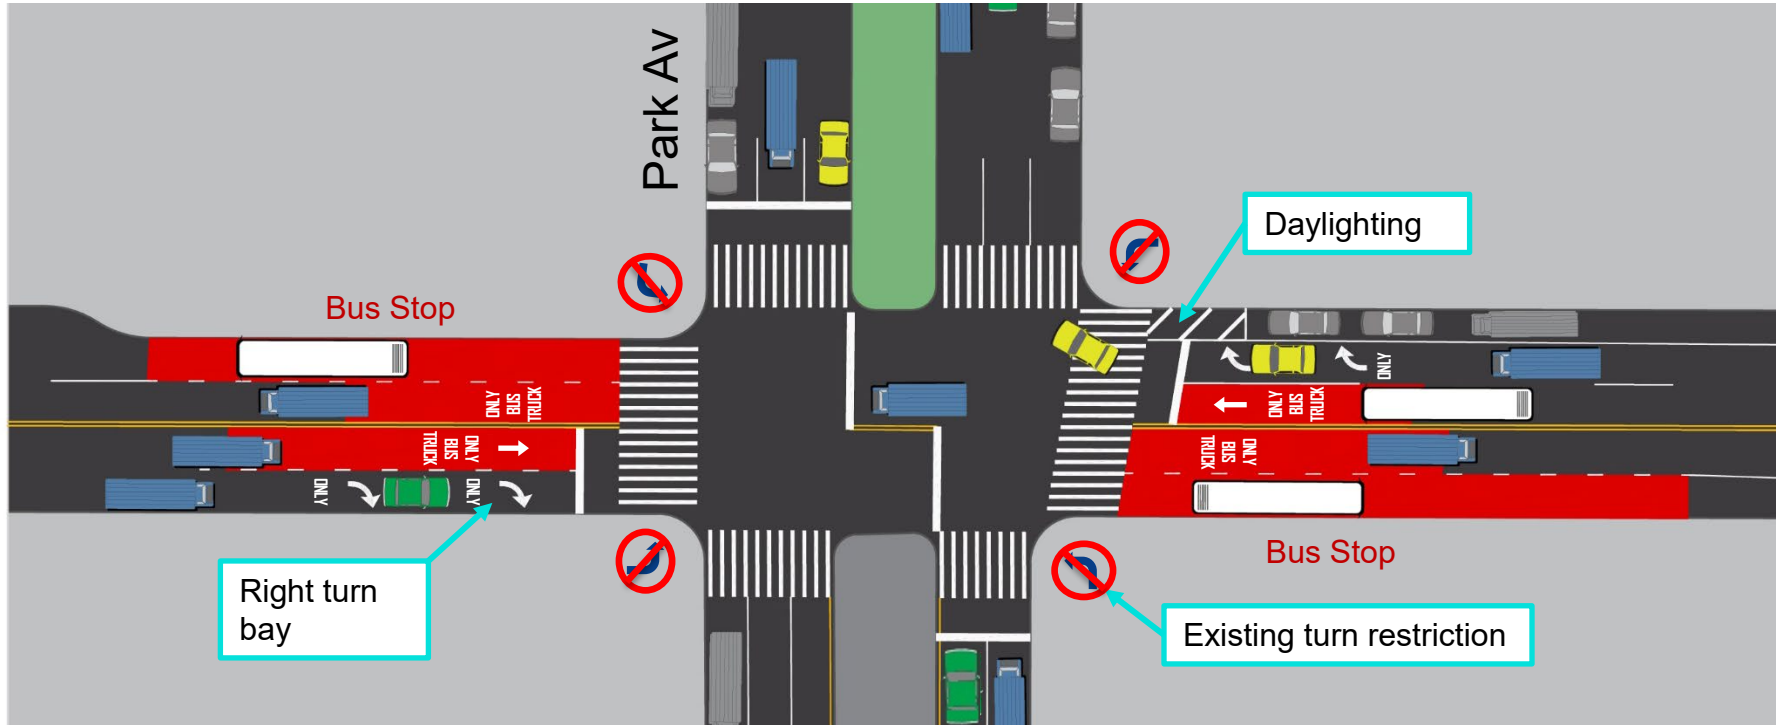 Park Av
Daylighting
Bus Stop
ONLY
BUS
TRUCK
ONLY
ONLY
BUS
TRUCK
TRUCK
BUS
ONLY
TRUCK
BUS
ONLY
ONLY
ONLY
Right turn
bay
Bus Stop
Existing turn restriction